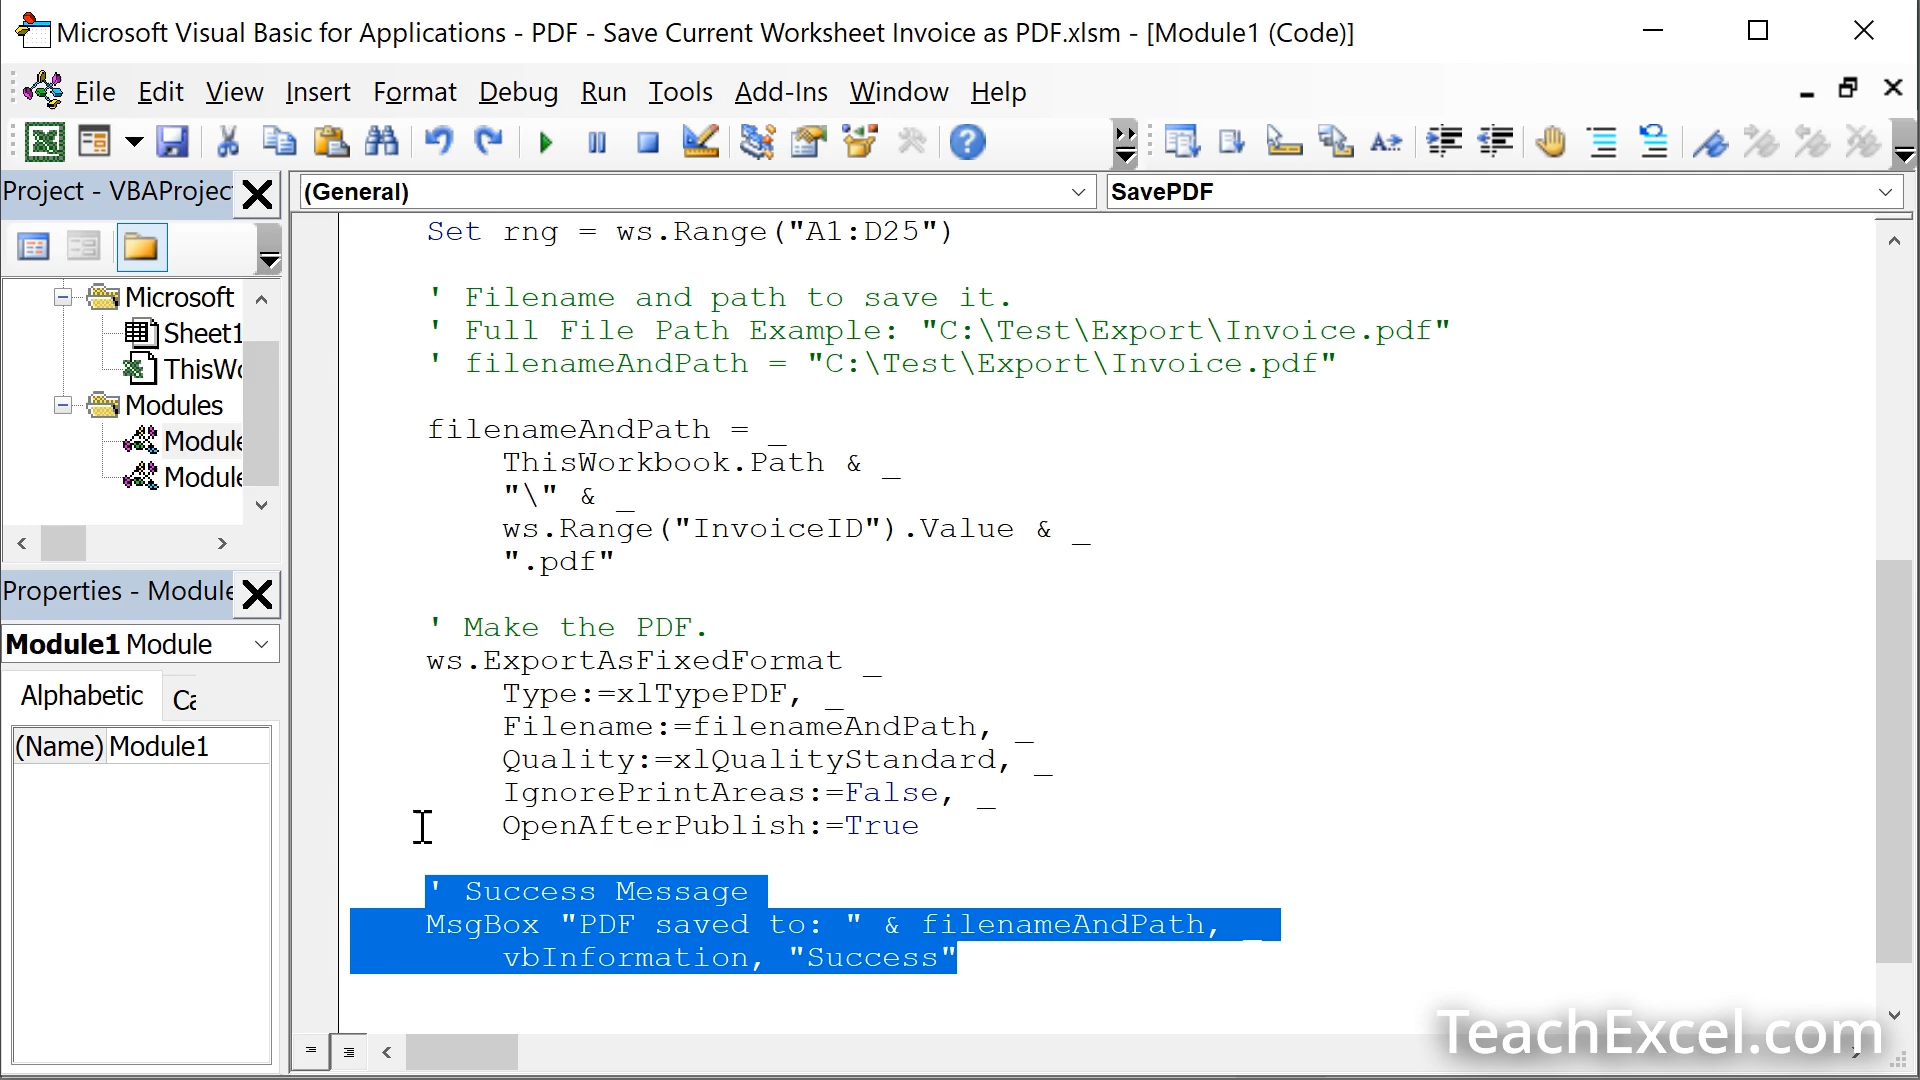 Microsoft Visual Basic for Applications - PDF - Save Current Worksheet Invoice as PDF.xlsm - [Module1 (Code)]
File Edit View Insert Format Debug Run Tools Add-Ins Window Help
Project - VBAProjec
(General)
SavePDF
Microsoft
Sheet1
ThisWo
Modules
Module
Module
Properties - Module
Module1 Module
Alphabetic Ca
(Name) Module1
Set rng = ws.Range("A1:D25")
' Filename and path to save it.
' Full File Path Example: "C:\Test\Export\Invoice.pdf"
' filenameAndPath = "C:\Test\Export\Invoice.pdf"
filenameAndPath = _
ThisWorkbook.Path & _
"\" & _
ws.Range("InvoiceID").Value & _
".pdf"
' Make the PDF.
ws.ExportAsFixedFormat _
Type:=xlTypePDF, _
Filename:=filenameAndPath, _
Quality:=xlQualityStandard, _
IgnorePrintAreas:=False, _
OpenAfterPublish:=True
' Success Message
MsgBox "PDF saved to: " & filenameAndPath, _
vbInformation, "Success"
TeachExcel.com